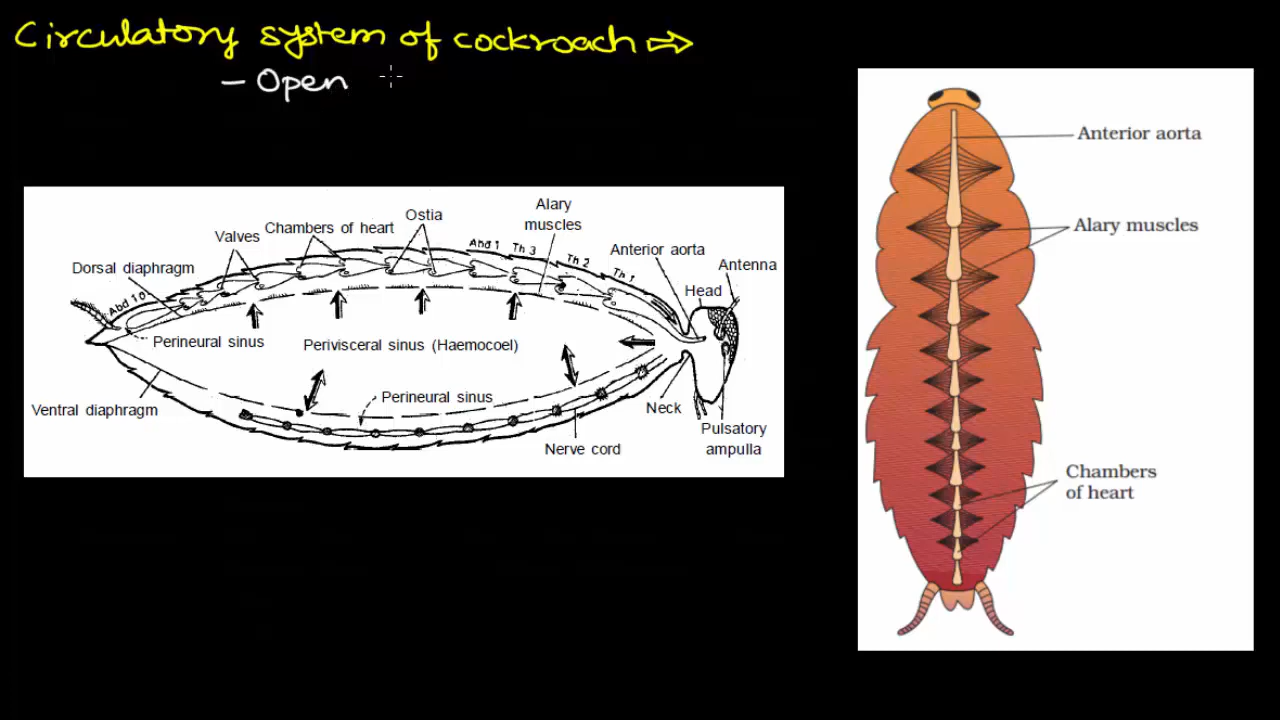 Circulatory system of cockroach ⇒
- Open
Alary
muscles
Ostia
Chambers of heart
Valves
Abd 1 Th 3 Th 2 Th 1
Anterior aorta
Antenna
Dorsal diaphragm
Head
Abd 10
Perineural sinus
Perivisceral sinus (Haemocoel)
Perineural sinus
Ventral diaphragm
Neck
Pulsatory
ampulla
Nerve cord
Anterior aorta
Alary muscles
Chambers
of heart